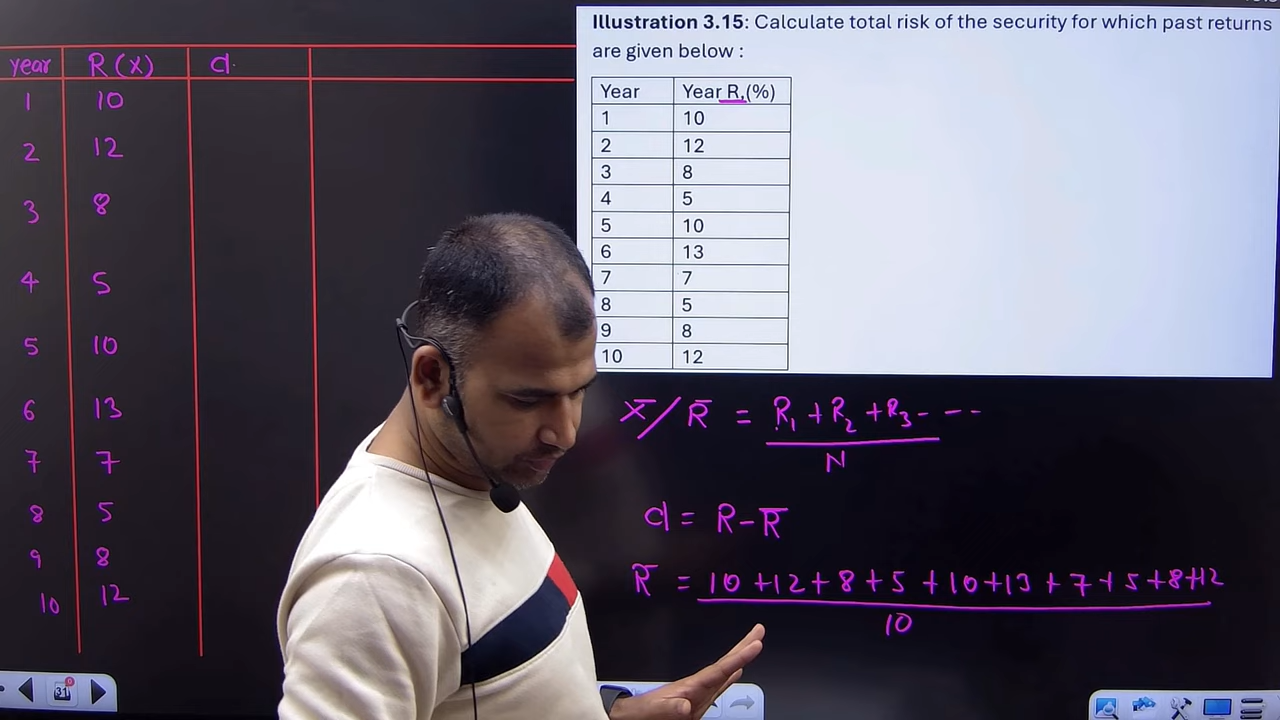 Illustration 3.15: Calculate total risk of the security for which past returns
are given below :
Year Year R,(%)
1 10
2 12
3 8
4 5
5 10
6 13
7 7
8 5
9 8
10 12
year R(x) d
1 10
2 12
3 8
4 5
5 10
6 13
7 7
8 5
9 8
10 12
X̄/R̄ = R₁ + R₂ + R₃ - - -
N
d = R - R̄
R̄ = 10 + 12 + 8 + 5 + 10 + 13 + 7 + 5 + 8 + 12
10
31